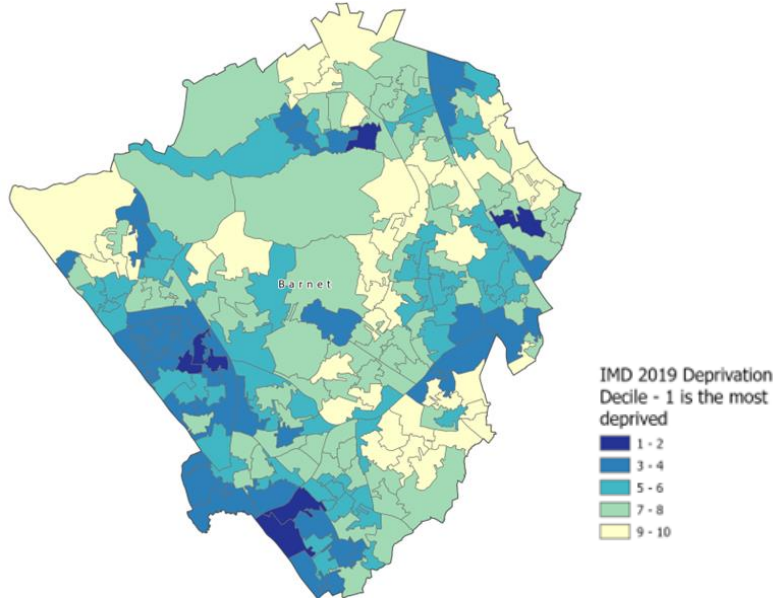 Barnet
IMD 2019 Deprivation
Decile - 1 is the most
deprived
1 - 2
3 - 4
5 - 6
7 - 8
9 - 10